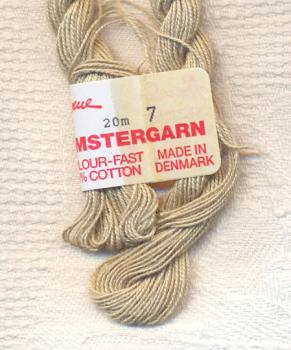 20m 7
MSTERGARN
LOUR-FAST MADE IN
% COTTON DENMARK